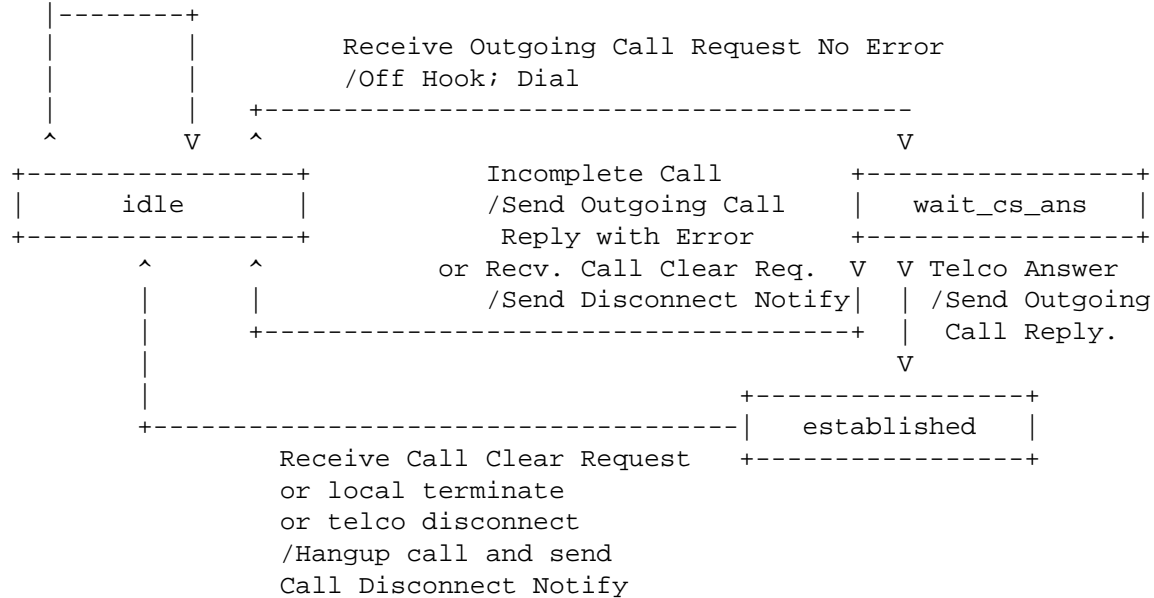 Receive Outgoing Call Request No Error
/Off Hook; Dial
Incomplete Call
idle
/Send Outgoing Call
wait_cs_ans
Reply with Error
or Recv. Call Clear Req.
Telco Answer
/Send Disconnect Notify
/Send Outgoing
Call Reply.
established
Receive Call Clear Request
or local terminate
or telco disconnect
/Hangup call and send
Call Disconnect Notify